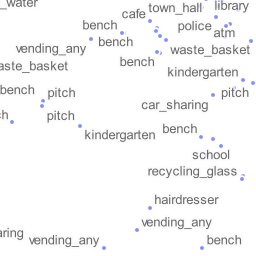 _water
cafe
town_hall
library
bench
police
atm
bench
vending_any
waste_basket
bench
aste_basket
kindergarten
bench
pitch
pitch
car_sharing
ch
pitch
bench
kindergarten
school
recycling_glass
hairdresser
vending_any
aring
vending_any
bench